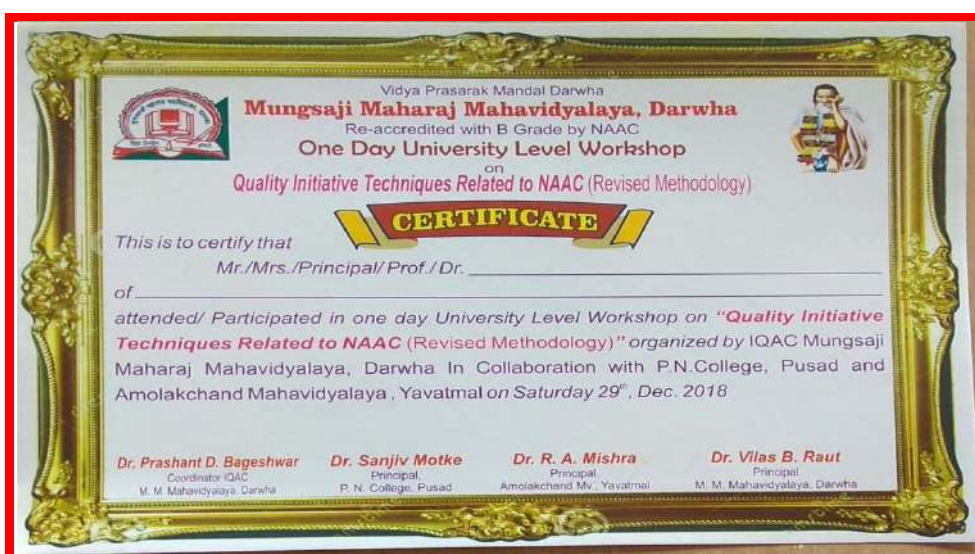 Vidya Prasarak Mandal Darwha
Mungsaji Maharaj Mahavidyalaya, Darwha
Re-accredited with B Grade by NAAC
One Day University Level Workshop
on
Quality Initiative Techniques Related to NAAC (Revised Methodology)
CERTIFICATE
This is to certify that
Mr./Mrs./Principal/ Prof./Dr.
of
attended/ Participated in one day University Level Workshop on "Quality Initiative
Techniques Related to NAAC (Revised Methodology)" organized by IQAC Mungsaji
Maharaj Mahavidyalaya, Darwha In Collaboration with P.N.College, Pusad and
Amolakchand Mahavidyalaya , Yavatmal on Saturday 29th, Dec. 2018
Dr. Prashant D. Bageshwar Dr. Sanjiv Motke Dr. R. A. Mishra Dr. Vilas B. Raut
Coordinator IQAC Principal, Principal, Principal
M. M. Mahavidyalaya, Darwha P. N. College, Pusad Amolakchand Mv., Yavatmal M. M. Mahavidyalaya, Darwha